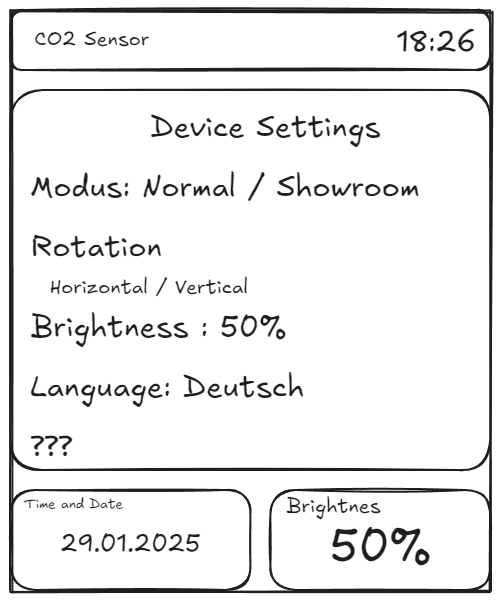 CO2 Sensor
18:26
Device Settings
Modus: Normal / Showroom
Rotation
Horizontal / Vertical
Brightness : 50%
Language: Deutsch
???
Time and Date
29.01.2025
Brightnes
50%